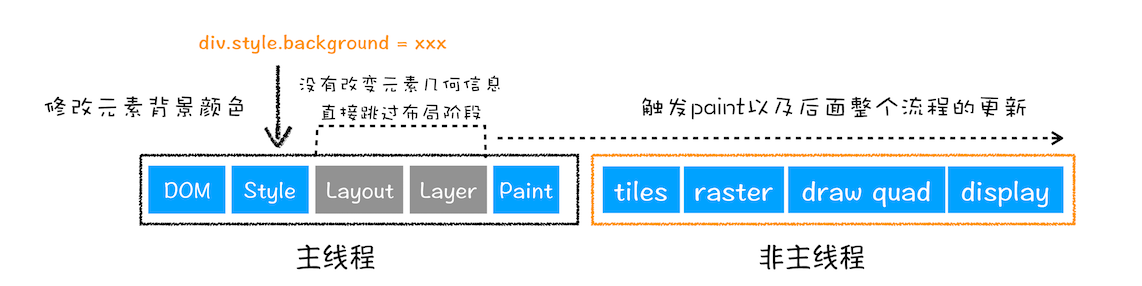 div.style.background = xxx
没有改变元素几何信息
直接跳过布局阶段
修改元素背景颜色
触发paint以及后面整个流程的更新
DOM Style Layout Layer Paint
tiles raster draw quad display
主线程
非主线程